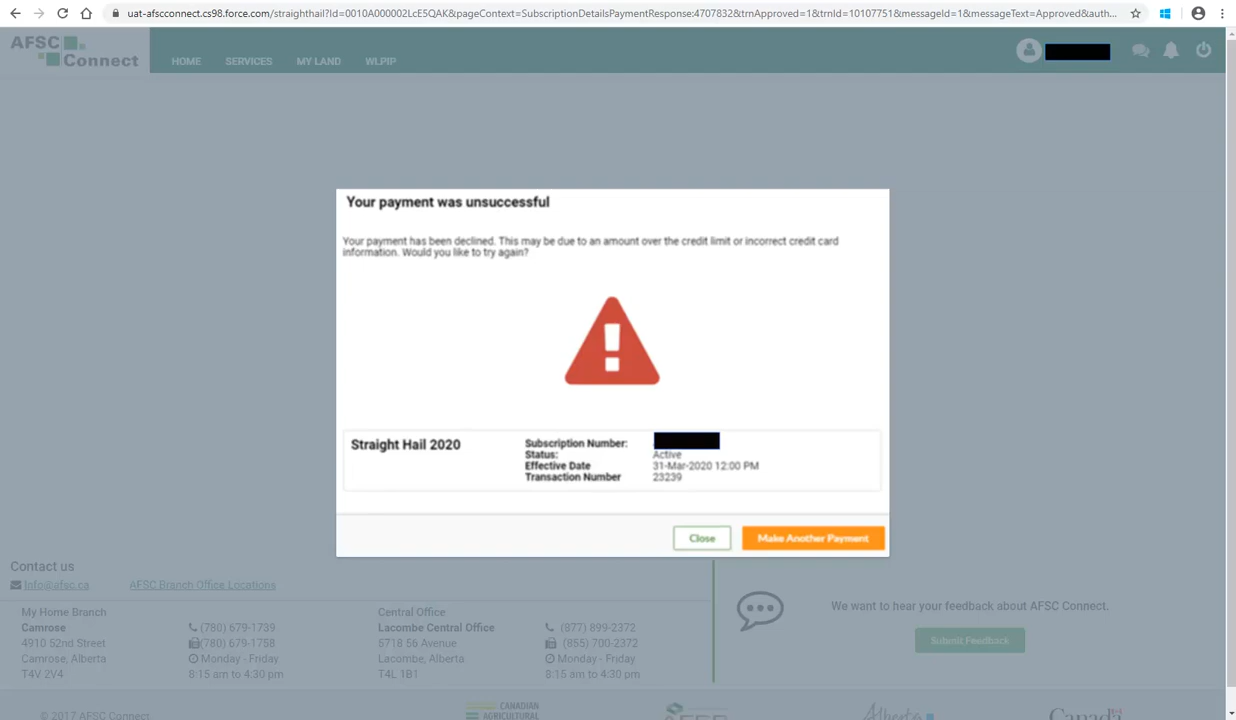 uat-afscconnect.cs98.force.com/straighthail?Id=0010A000002LcE5QAK&pageContext=SubscriptionDetailsPaymentResponse:4707832&trnApproved=1&trnId=10107751&messageId=1&messageText=Approved&auth...
AFSC
Connect
HOME SERVICES MY LAND WLPIP
Your payment was unsuccessful
Your payment has been declined. This may be due to an amount over the credit limit or incorrect credit card
information. Would you like to try again?
Straight Hail 2020
Subscription Number:
Status: Active
Effective Date 31-Mar-2020 12:00 PM
Transaction Number 23239
Close Make Another Payment
Contact us
Info@afsc.ca AFSC Branch Office Locations
My Home Branch
Camrose (780) 679-1739
4910 52nd Street (780) 679-1758
Camrose, Alberta Monday - Friday
T4V 2V4 8:15 am to 4:30 pm
Central Office
Lacombe Central Office (877) 899-2372
5718 56 Avenue (855) 700-2372
Lacombe, Alberta Monday - Friday
T4L 1B1 8:15 am to 4:30 pm
We want to hear your feedback about AFSC Connect.
Submit Feedback
© 2017 AFSC Connect
CANADIAN
AGRICULTURAL
Alberta
Canada